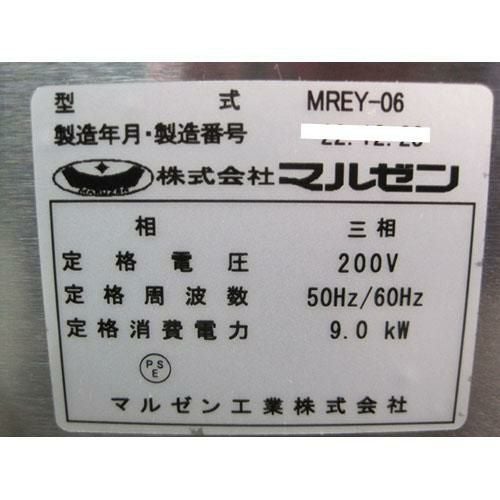 型式 MREY-06
製造年月・製造番号
MARUZEN 株式会社 マルゼン
相 三相
定格電圧 200V
定格周波数 50Hz/60Hz
定格消費電力 9.0 kW
PS
E
マルゼン工業株式会社